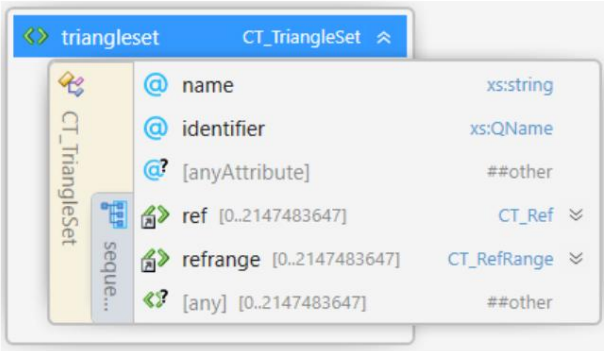 triangleset CT_TriangleSet
CT_TriangleSet
seque...
@ name xs:string
@ identifier xs:QName
@? [anyAttribute] ##other
ref [0..2147483647] CT_Ref
refrange [0..2147483647] CT_RefRange
[any] [0..2147483647] ##other